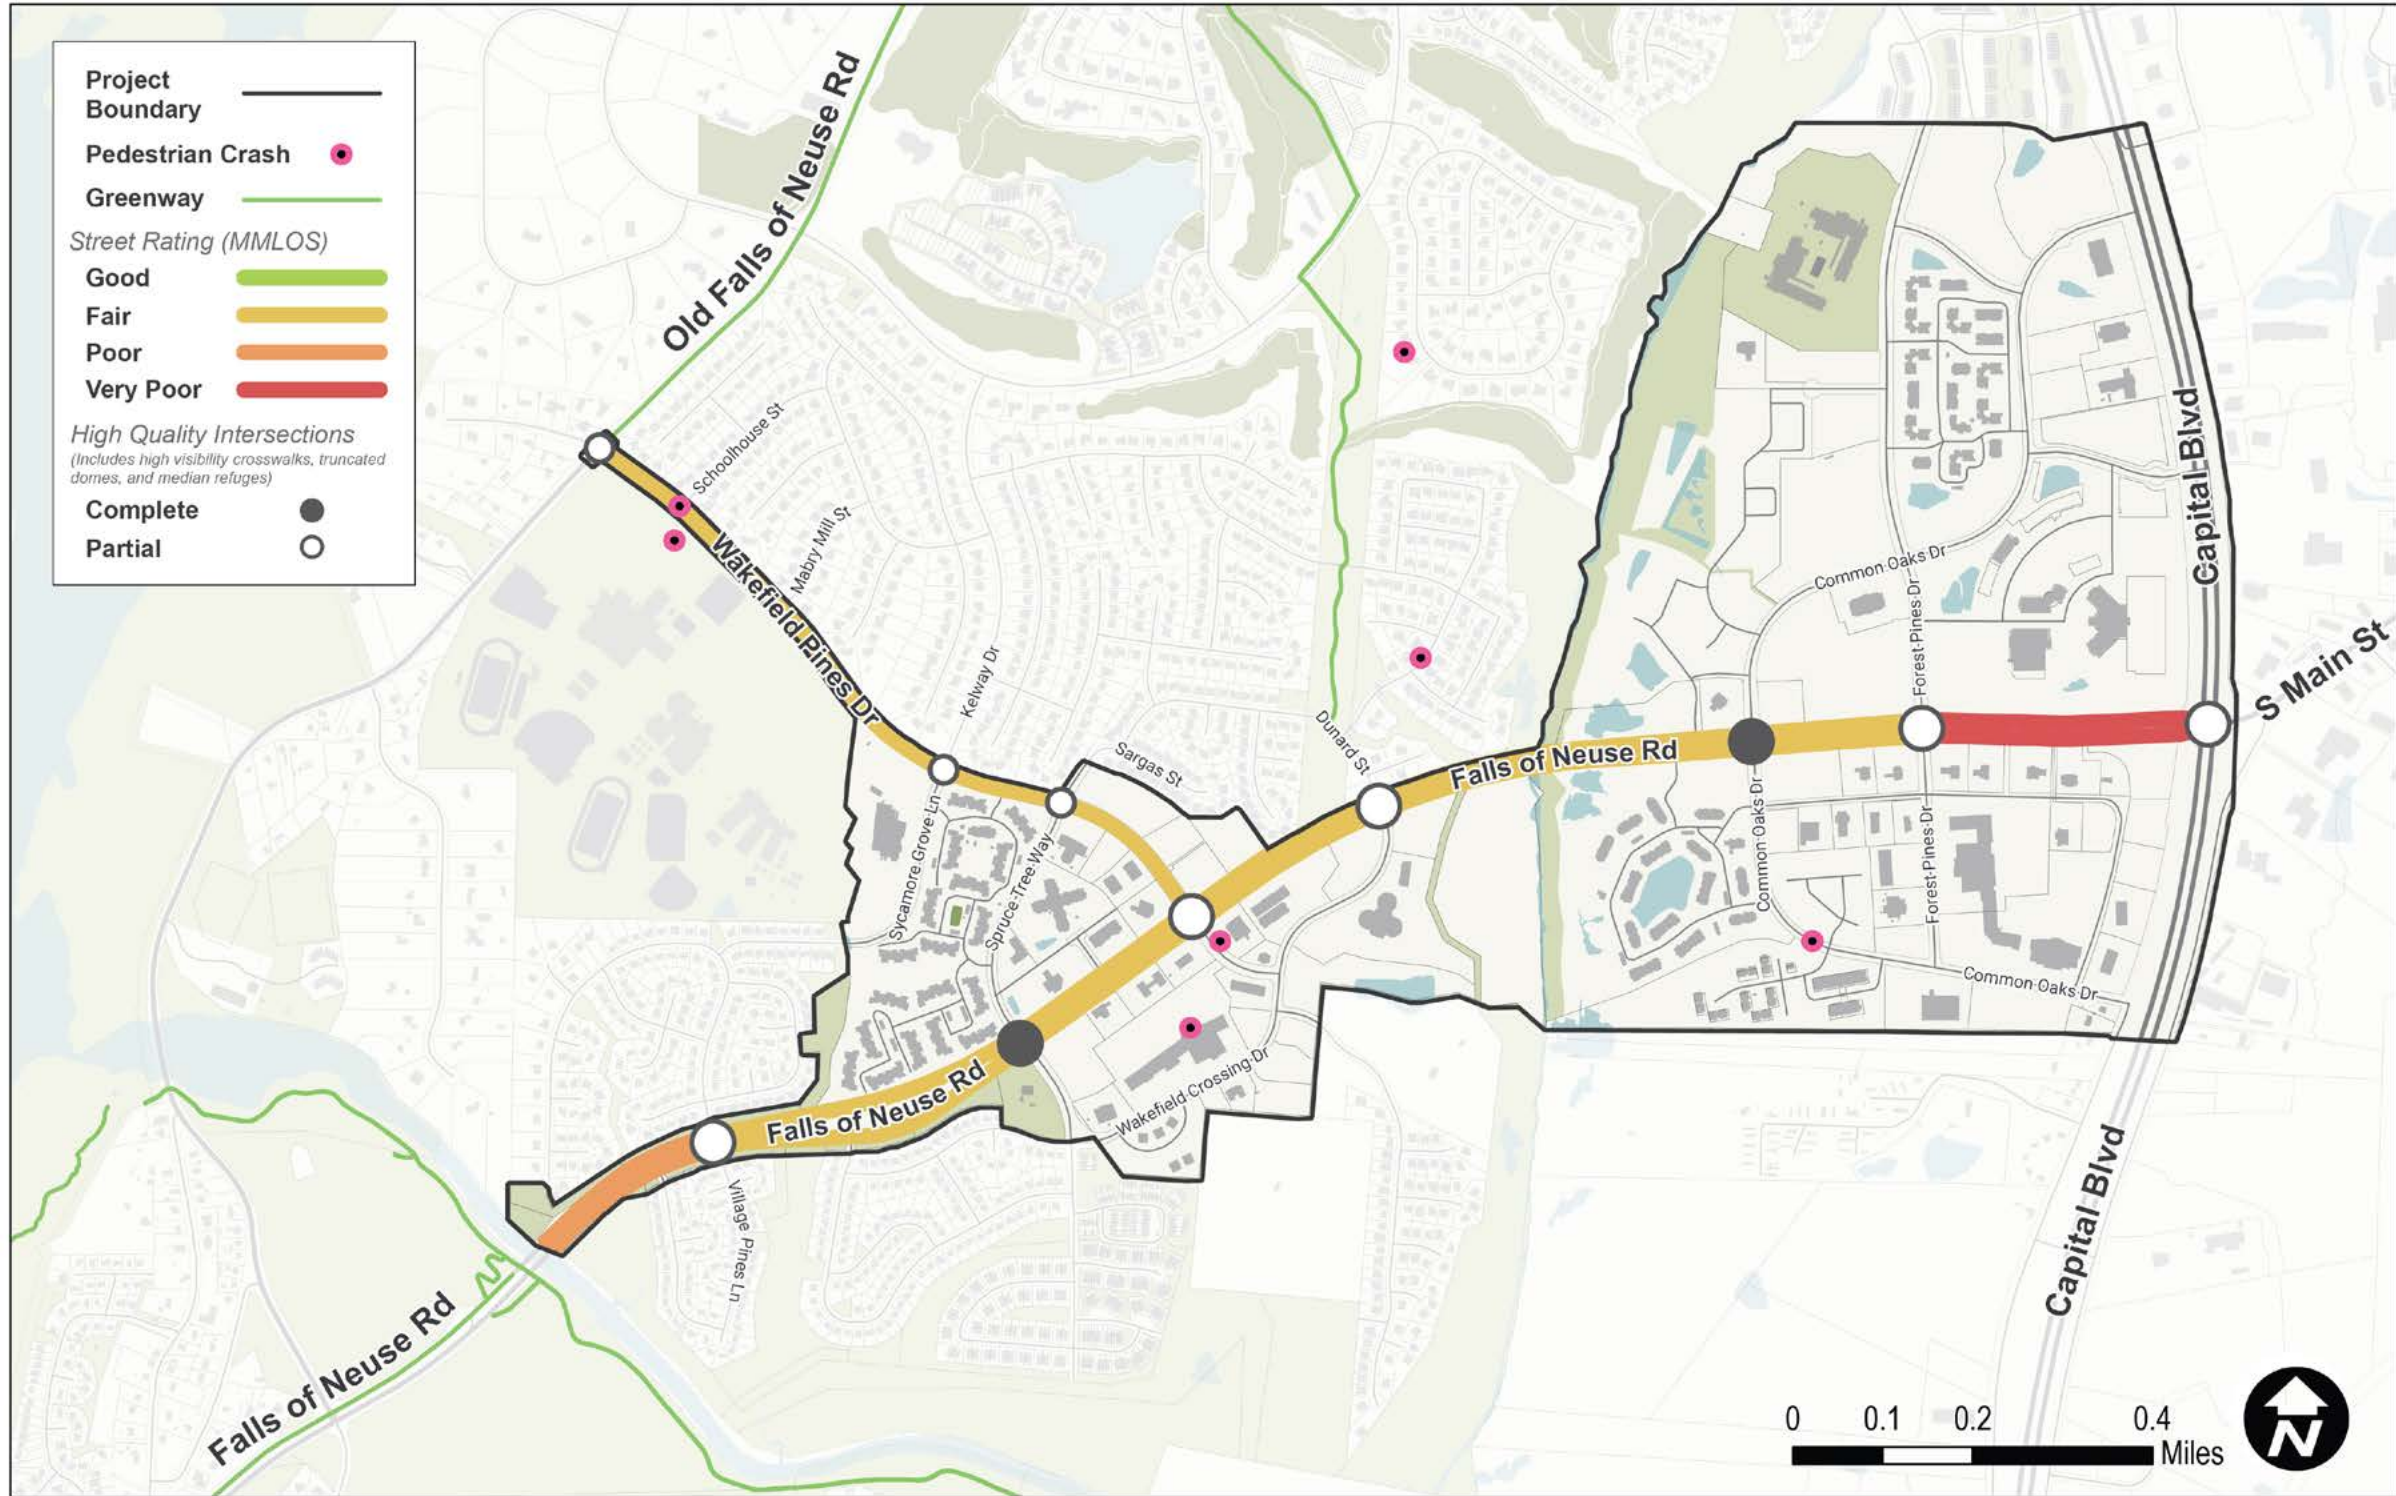 Project
Boundary
Pedestrian Crash
Greenway
Street Rating (MMLOS)
Good
Fair
Poor
Very Poor
High Quality Intersections
(Includes high visibility crosswalks, truncated
domes, and median refuges)
Complete
Partial
Old Falls of Neuse Rd
Schoolhouse St
Mabry Mill St
Wakefield Pines Dr
Kelway Dr
Sargas St
Dunard St
Falls of Neuse Rd
Common Oaks Dr
Forest Pines Dr
Capital Blvd
S Main St
Sycamore Grove Ln
Spruce Tree Way
Common Oaks Dr
Forest Pines Dr
Common Oaks Dr
Wakefield Crossing Dr
Falls of Neuse Rd
Village Pines Ln
Capital Blvd
Falls of Neuse Rd
0 0.1 0.2 0.4
Miles
N